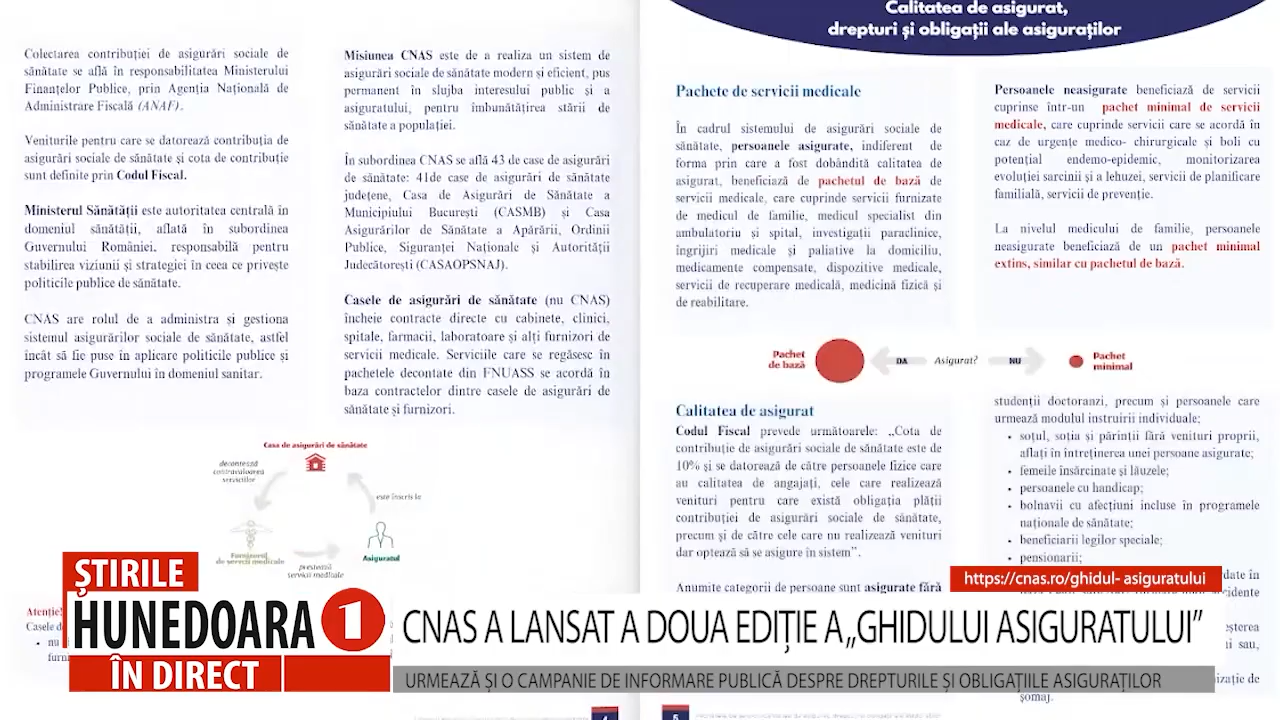 Colectarea contribuției de asigurări sociale de
sănătate se află în responsabilitatea Ministerului
Finanțelor Publice, prin Agenția Națională de
Administrare Fiscală (ANAF).
Veniturile pentru care se datorează contribuția de
asigurări sociale de sănătate și cota de contribuție
sunt definite prin Codul Fiscal.
Ministerul Sănătății este autoritatea centrală în
domeniul sănătății, aflată în subordinea
Guvernului României, responsabilă pentru
stabilirea viziunii și strategiei în ceea ce privește
politicile publice de sănătate.
CNAS are rolul de a administra și gestiona
sistemul asigurărilor sociale de sănătate, astfel
încât să fie puse în aplicare politicile publice și
programele Guvernului în domeniul sanitar.
Misiunea CNAS este de a realiza un sistem de
asigurări sociale de sănătate modern și eficient, pus
permanent în slujba interesului public și a
asiguratului, pentru îmbunătățirea stării de
sănătate a populației.
În subordinea CNAS se află 43 de case de asigurări
de sănătate: 41de case de asigurări de sănătate
județene, Casa de Asigurări de Sănătate a
Municipiului București (CASMB) și Casa
Asigurărilor de Sănătate a Apărării, Ordinii
Publice, Siguranței Naționale și Autorității
Judecătorești (CASAOPSNAJ).
Casele de asigurări de sănătate (nu CNAS)
încheie contracte directe cu cabinete, clinici,
spitale, farmacii, laboratoare și alți furnizori de
servicii medicale. Serviciile care se regăsesc în
pachetele decontate din FNUASS se acordă în
baza contractelor dintre casele de asigurări de
sănătate și furnizori.
Casa de asigurări de sănătate
decontează
contravaloarea
serviciilor
este înscris la
Furnizorul
de servicii medicale
prestează
servicii medicale
Asiguratul
Atenție!
Casele d
nu
furni
4
Calitatea de asigurat,
drepturi și obligații ale asiguraților
Pachete de servicii medicale
În cadrul sistemului de asigurări sociale de
sănătate, persoanele asigurate, indiferent de
forma prin care a fost dobândită calitatea de
asigurat, beneficiază de pachetul de bază de
servicii medicale, care cuprinde servicii furnizate
de medicul de familie, medicul specialist din
ambulatoriu și spital, investigații paraclinice,
îngrijiri medicale și paliative la domiciliu,
medicamente compensate, dispozitive medicale,
servicii de recuperare medicală, medicină fizică și
de reabilitare.
Persoanele neasigurate beneficiază de servicii
cuprinse într-un pachet minimal de servicii
medicale, care cuprinde servicii care se acordă în
caz de urgențe medico- chirurgicale și boli cu
potențial endemo-epidemic, monitorizarea
evoluției sarcinii și a lehuzei, servicii de planificare
familială, servicii de prevenție.
La nivelul medicului de familie, persoanele
neasigurate beneficiază de un pachet minimal
extins, similar cu pachetul de bază.
Pachet
de bază
DA
Asigurat?
NU
Pachet
minimal
Calitatea de asigurat
Codul Fiscal prevede următoarele: „Cota de
contribuție de asigurări sociale de sănătate este de
10% și se datorează de către persoanele fizice care
au calitatea de angajați, cele care realizează
venituri pentru care există obligația plății
contribuției de asigurări sociale de sănătate,
precum și de către cele care nu realizează venituri
dar optează să se asigure în sistem”.
Anumite categorii de persoane sunt asigurate fără
studenții doctoranzi, precum și persoanele care
urmează modulul instruirii individuale;
• soțul, soția și părinții fără venituri proprii,
aflați în întreținerea unei persoane asigurate;
• femeile însărcinate și lăuzele;
• persoanele cu handicap;
• bolnavii cu afecțiuni incluse în programele
naționale de sănătate;
• beneficiarii legilor speciale;
• pensionarii;
5
https://cnas.ro/ghidul- asiguratului
ȘTIRILE
HUNEDOARA 1
ÎN DIRECT
CNAS A LANSAT A DOUA EDIȚIE A „GHIDULUI ASIGURATULUI”
URMEAZĂ ȘI O CAMPANIE DE INFORMARE PUBLICĂ DESPRE DREPTURILE ȘI OBLIGAȚIILE ASIGURAȚILOR
șomaj.